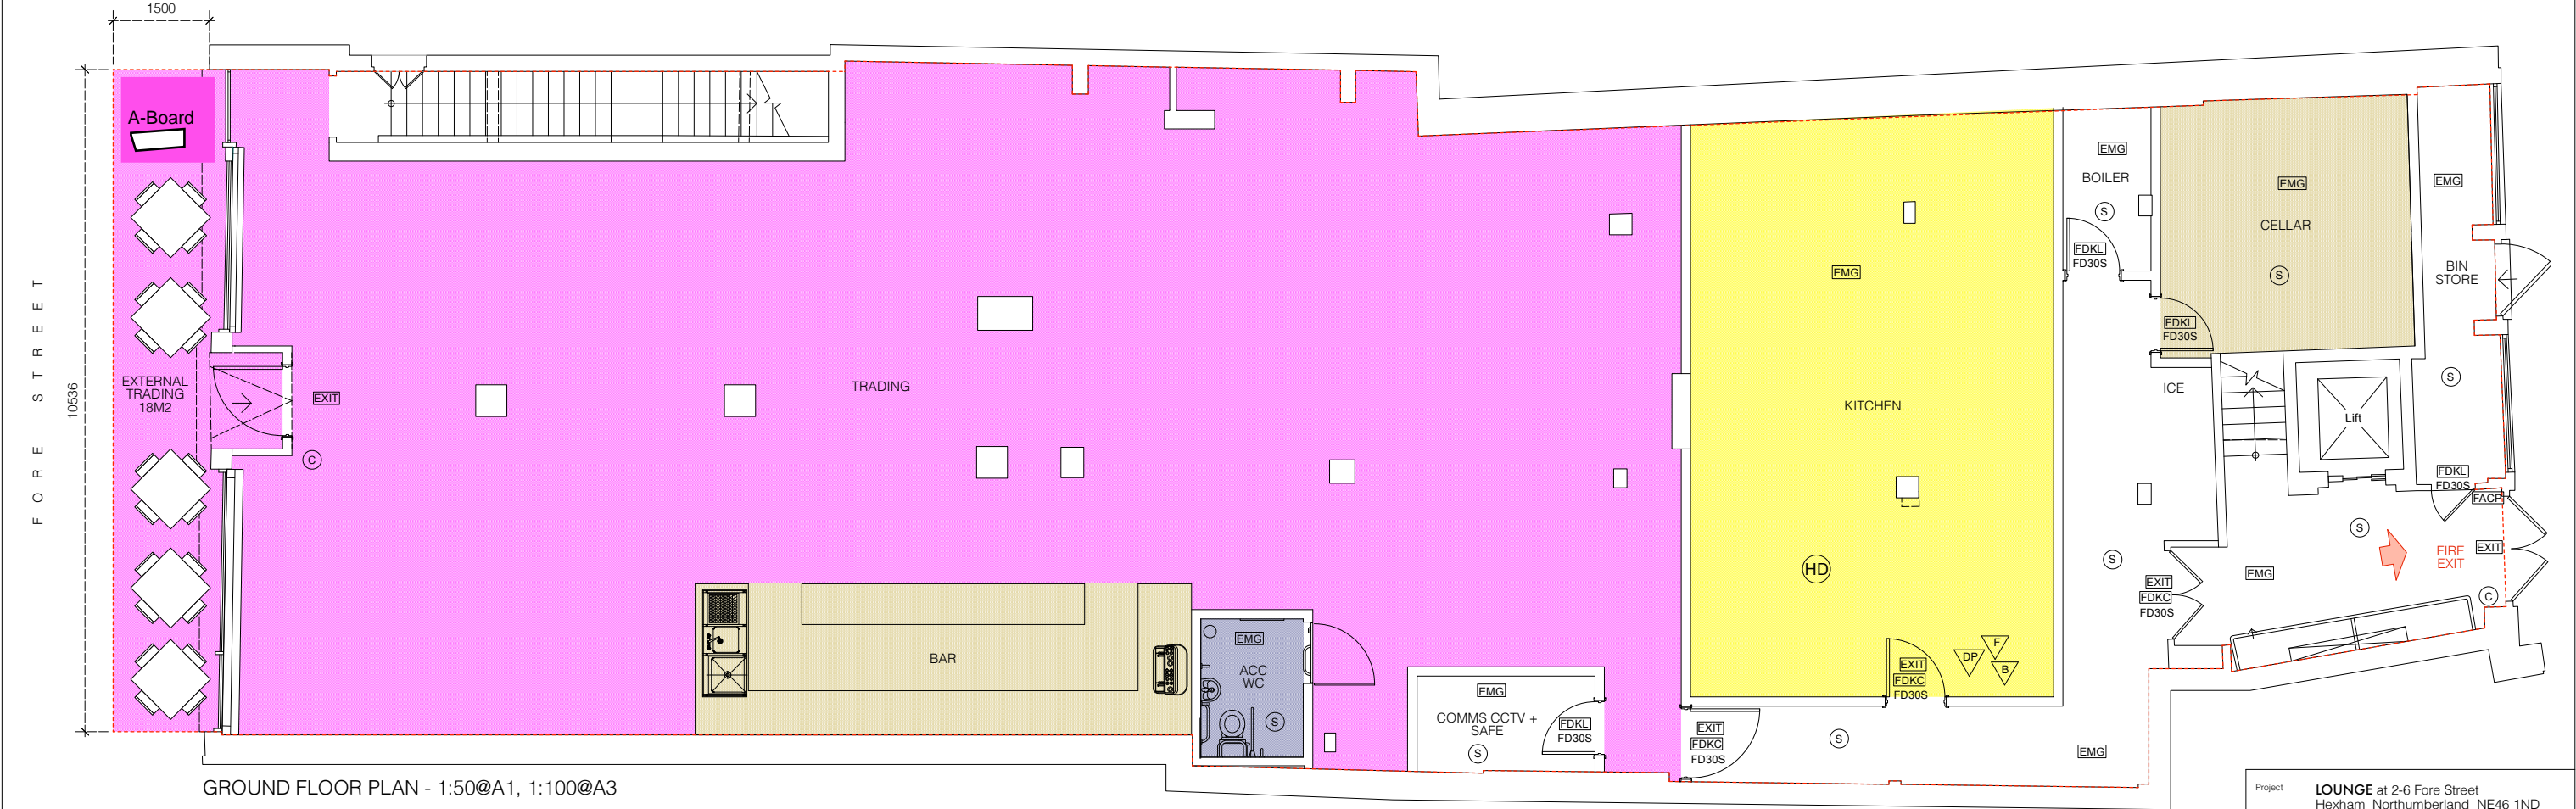 1500
A-Board
FORE STREET
10536
EXTERNAL
TRADING
18M2
EXIT
C
TRADING
BAR
EMG
ACC
WC
S
EMG
COMMS CCTV +
SAFE
S
FDKL
FD30S
EXIT
FDKC
FD30S
EMG
KITCHEN
HD
DP
F
B
EXIT
FDKC
FD30S
S
EMG
EMG
BOILER
S
FDKL
FD30S
EMG
CELLAR
S
FDKL
FD30S
ICE
S
EXIT
FDKC
FD30S
Lift
EMG
BIN
STORE
S
FDKL
FD30S
FACP
S
EXIT
FIRE
EXIT
EMG
C
GROUND FLOOR PLAN - 1:50@A1, 1:100@A3
Project
LOUNGE at 2-6 Fore Street
Hexham Northumberland NE46 1ND